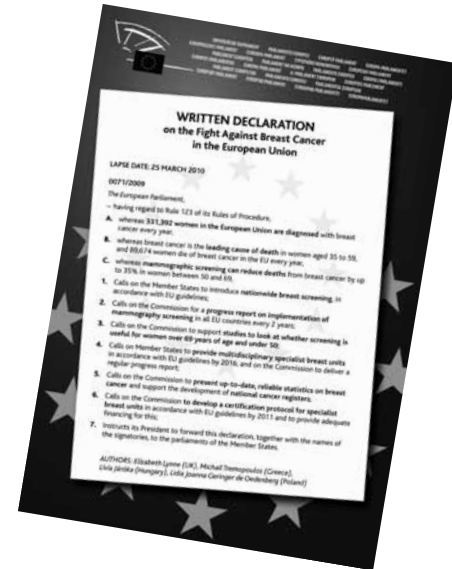 WRITTEN DECLARATION
on the Fight Against Breast Cancer
in the European Union
LAPSE DATE: 25 MARCH 2010
0071/2009
The European Parliament,
– having regard to Rule 123 of its Rules of Procedure,
A. whereas 331,392 women in the European Union are diagnosed with breast
cancer every year,
B. whereas breast cancer is the leading cause of death in women aged 35 to 59,
and 89,674 women die of breast cancer in the EU every year,
C. whereas mammographic screening can reduce deaths from breast cancer by up
to 35% in women between 50 and 69,
1. Calls on the Member States to introduce nationwide breast screening, in
accordance with EU guidelines;
2. Calls on the Commission for a progress report on implementation of
mammography screening in all EU countries every 2 years;
3. Calls on the Commission to support studies to look at whether screening is
useful for women over 69 years of age and under 50;
4. Calls on Member States to provide multidisciplinary specialist breast units
in accordance with EU guidelines by 2016, and on the Commission to deliver a
regular progress report;
5. Calls on the Commission to present up-to-date, reliable statistics on breast
cancer and support the development of national cancer registers;
6. Calls on the Commission to develop a certification protocol for specialist
breast units in accordance with EU guidelines by 2011 and to provide adequate
financing for this;
7. Instructs its President to forward this declaration, together with the names of
the signatories, to the parliaments of the Member States.
AUTHORS: Elizabeth Lynne (UK), Michail Tremopoulos (Greece),
Lívia Járóka (Hungary), Lidia Joanna Geringer de Oedenberg (Poland)